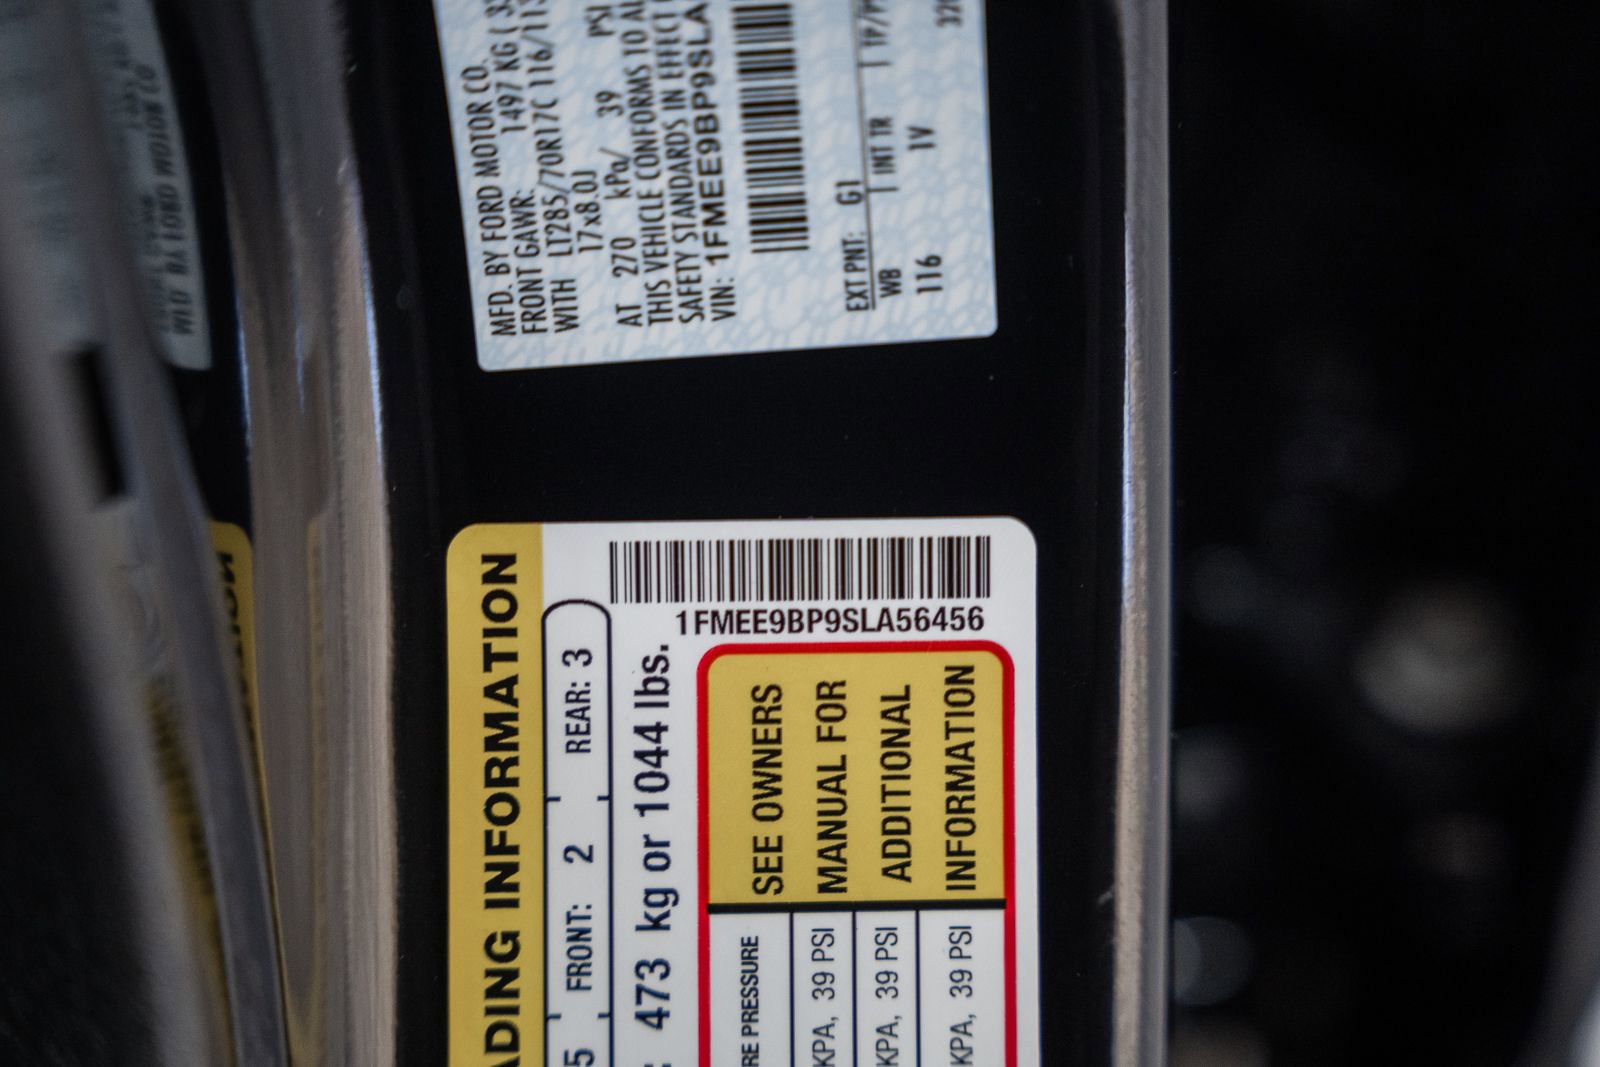 MFD. BY FORD MOTOR CO.
FRONT GAWR: 1497 KG
WITH LT285/70R17C 116/113
17x8.0J
AT 270 kPa/ 39 PSI
THIS VEHICLE CONFORMS TO
SAFETY STANDARDS IN EFFECT
VIN: 1FMEE9BP9SLA
EXT PNT: G1
WB INT TR TP/
116 1V
ADING INFORMATION
5 FRONT: 2 REAR: 3
473 kg or 1044 lbs.
1FMEE9BP9SLA56456
RE PRESSURE
KPA, 39 PSI
KPA, 39 PSI
KPA, 39 PSI
SEE OWNERS
MANUAL FOR
ADDITIONAL
INFORMATION